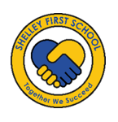 SHELLEY FIRST SCHOOL
Together We Succeed